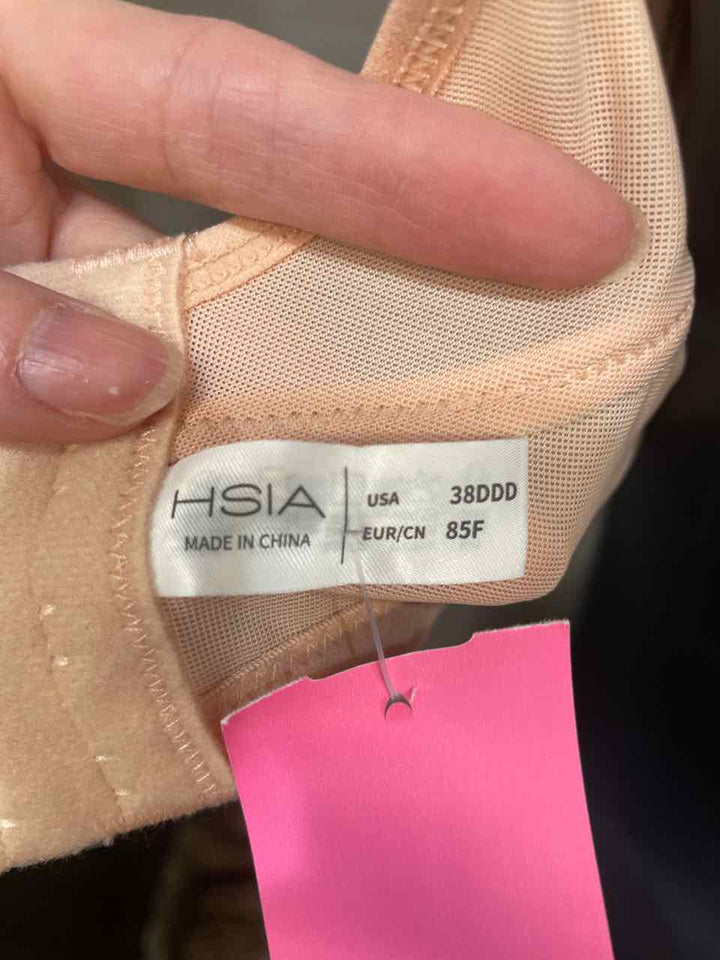 HSIA
MADE IN CHINA
USA 38DDD
EUR/CN 85F